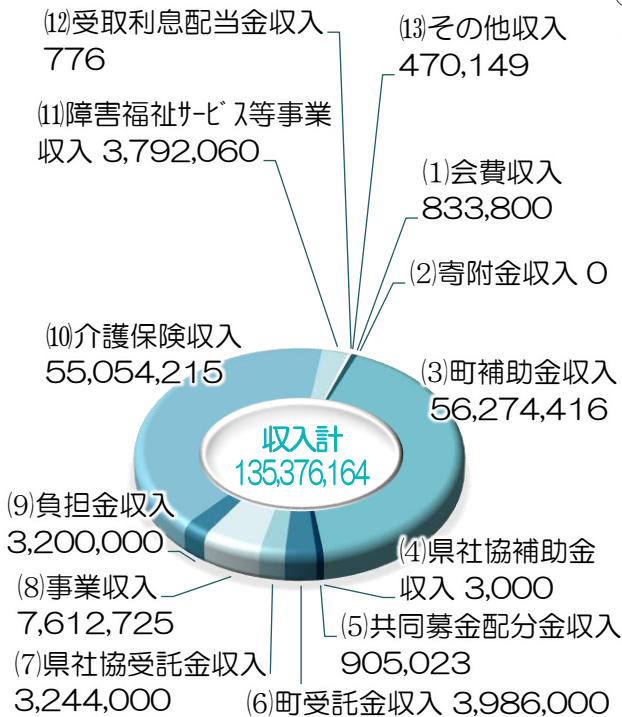 ⑿受取利息配当金収入
776
⒀その他収入
470,149
⑾障害福祉ｻｰﾋﾞｽ等事業
収入 3,792,060
⑴会費収入
833,800
⑵寄附金収入 0
⑽介護保険収入
55,054,215
⑶町補助金収入
56,274,416
収入計
135,376,164
⑼負担金収入
3,200,000
⑷県社協補助金
収入 3,000
⑻事業収入
7,612,725
⑸共同募金配分金収入
905,023
⑺県社協受託金収入
3,244,000
⑹町受託金収入 3,986,000